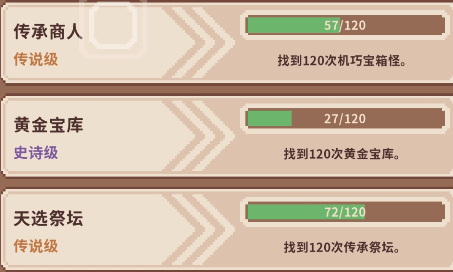 传承商人
传说级
57/120
找到120次机巧宝箱怪。
黄金宝库
史诗级
27/120
找到120次黄金宝库。
天选祭坛
传说级
72/120
找到120次传承祭坛。